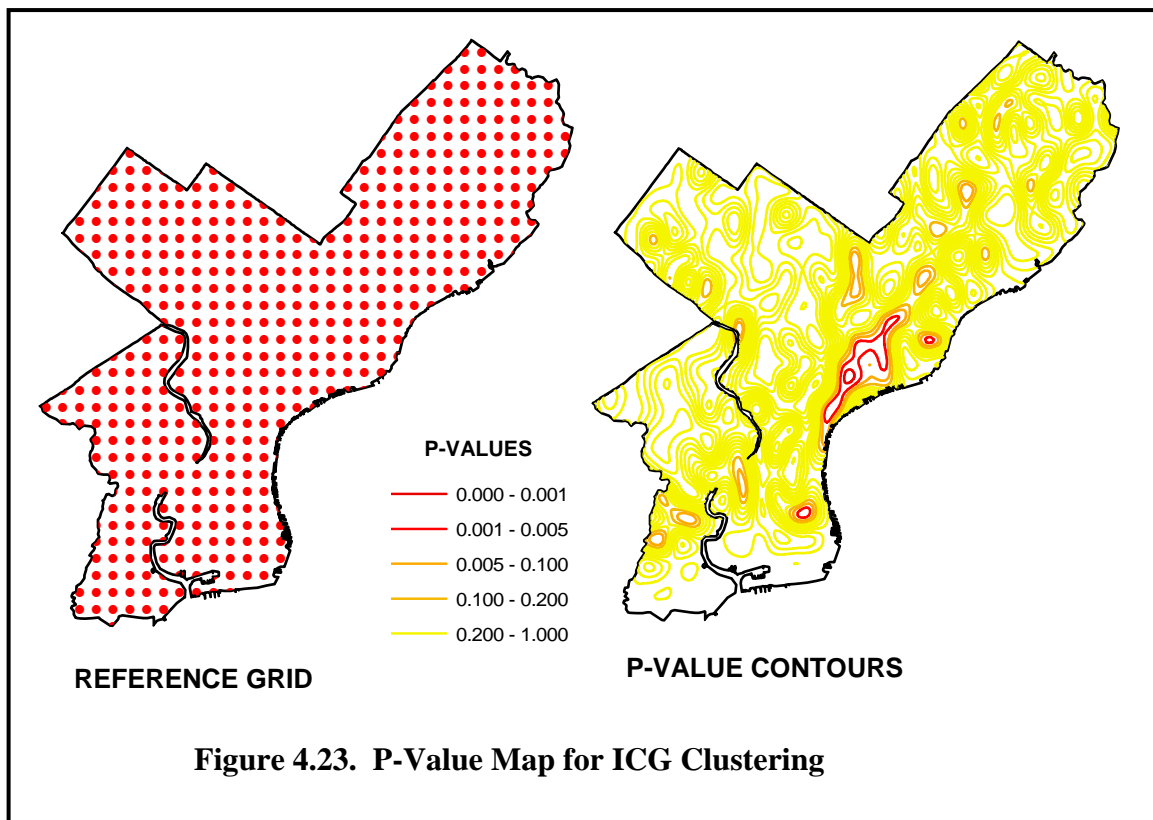 P-VALUES
0.000 - 0.001
0.001 - 0.005
0.005 - 0.100
0.100 - 0.200
0.200 - 1.000
REFERENCE GRID
P-VALUE CONTOURS
Figure 4.23. P-Value Map for ICG Clustering